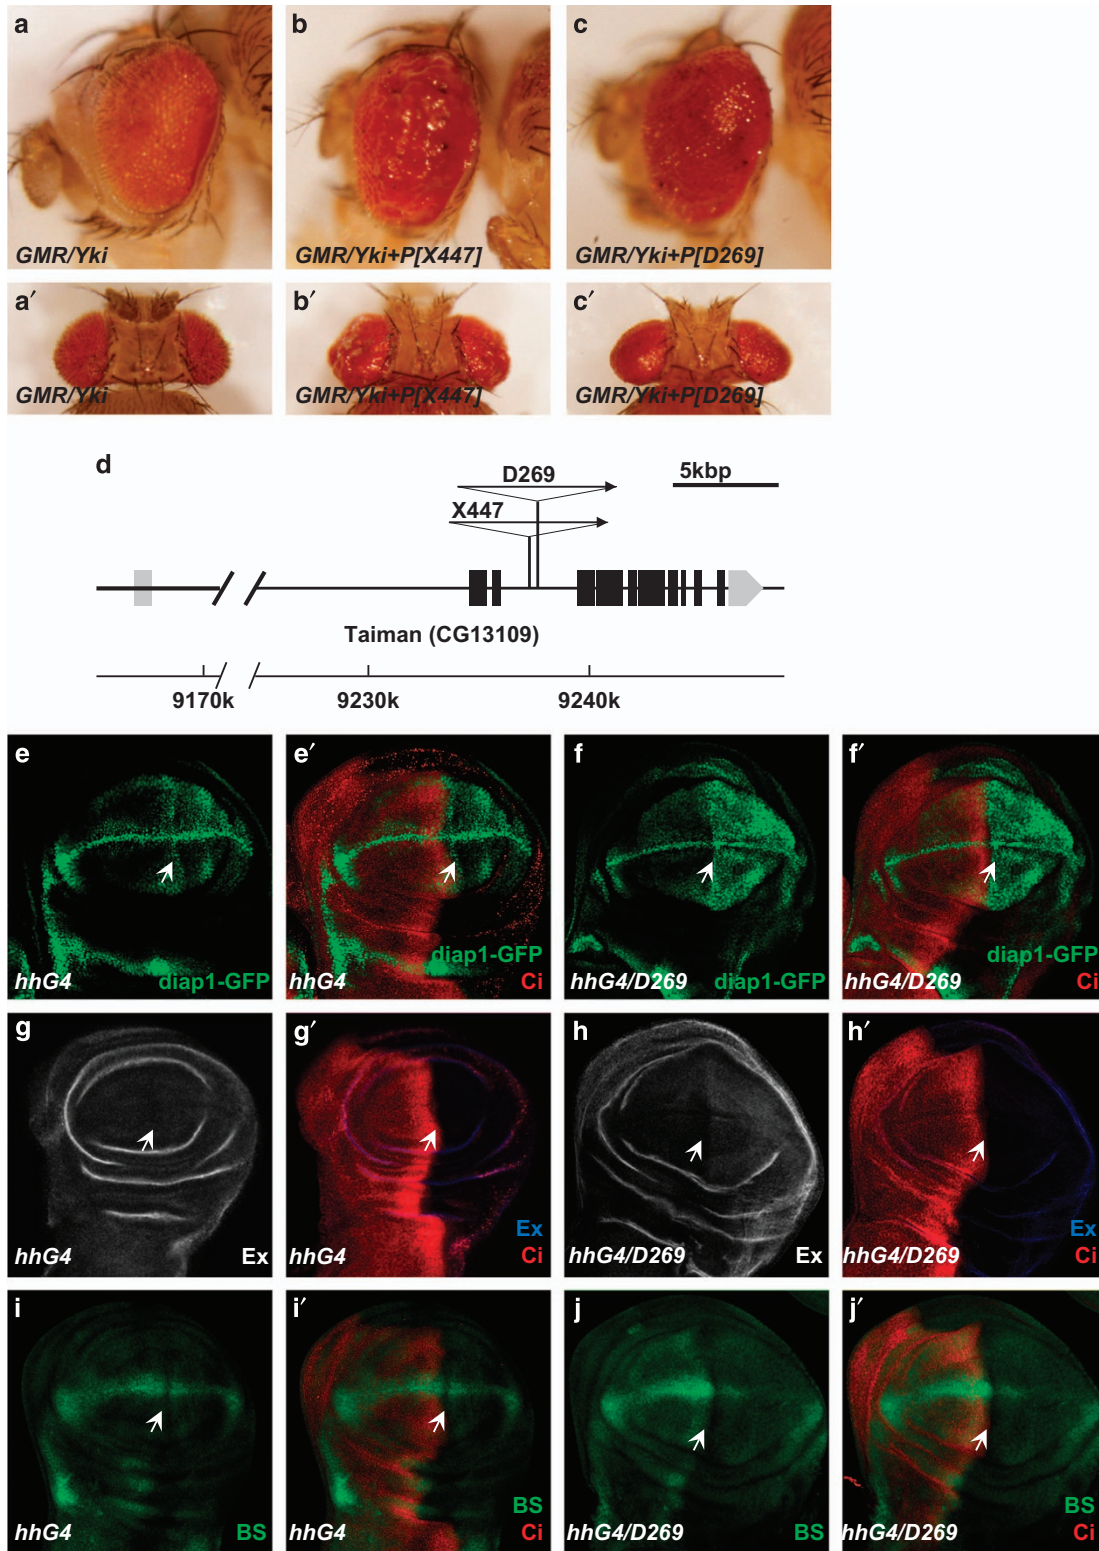 a
b
c
GMR/Yki
GMR/Yki+P[X447]
GMR/Yki+P[D269]
a′
b′
c′
GMR/Yki
GMR/Yki+P[X447]
GMR/Yki+P[D269]
d
D269
5kbp
X447
Taiman (CG13109)
9170k
9230k
9240k
e
e′
f
f′
diap1-GFP
diap1-GFP
hhG4
diap1-GFP
hhG4
Ci
hhG4/D269
diap1-GFP
hhG4/D269
Ci
g
g′
h
h′
Ex
Ex
hhG4
Ex
hhG4
Ci
hhG4/D269
Ex
hhG4/D269
Ci
i
i′
j
j′
BS
BS
hhG4
BS
hhG4
Ci
hhG4/D269
BS
hhG4/D269
Ci